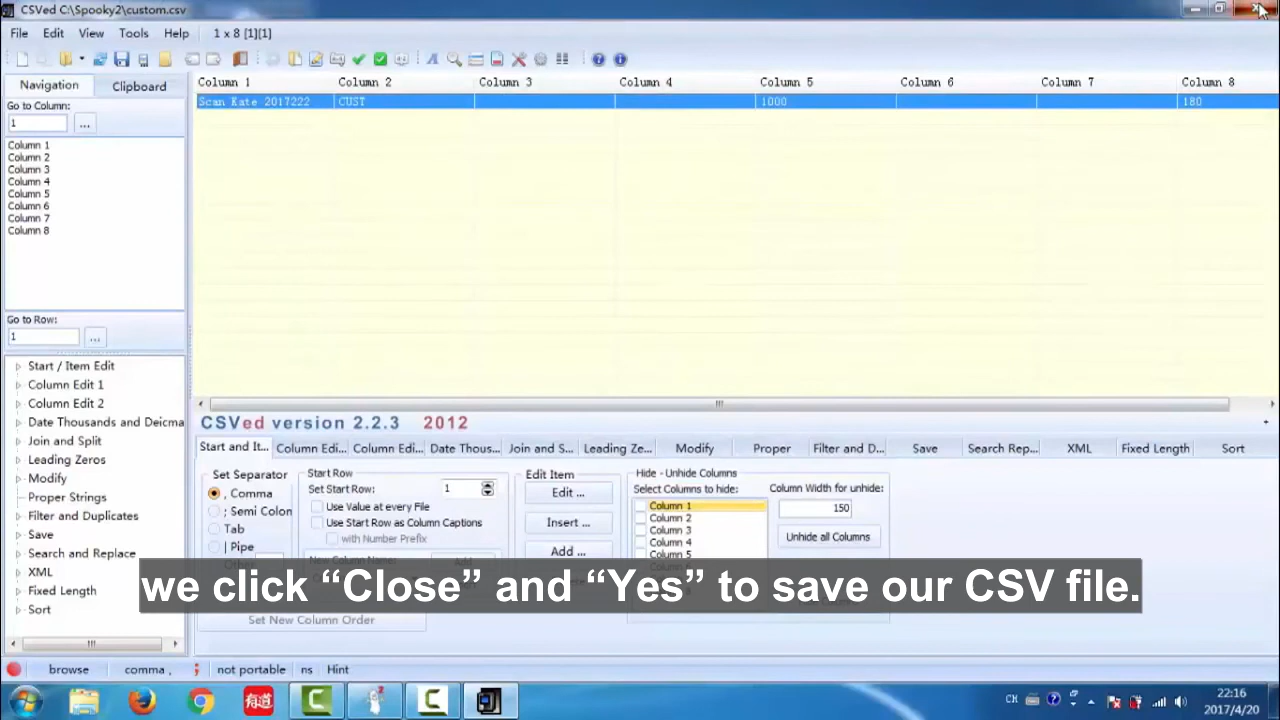 CSVed C:\Spooky2\custom.csv
File Edit View Tools Help 1 x 8 [1][1]
Navigation Clipboard
Go to Column:
1 ...
Column 1
Column 2
Column 3
Column 4
Column 5
Column 6
Column 7
Column 8
Go to Row:
1 ...
Start / Item Edit
Column Edit 1
Column Edit 2
Date Thousands and Deicma
Join and Split
Leading Zeros
Modify
Proper Strings
Filter and Duplicates
Save
Search and Replace
XML
Fixed Length
Sort
Column 1 Column 2 Column 3 Column 4 Column 5 Column 6 Column 7 Column 8
Scan Kate 2017222 CUST 1000 180
CSVed version 2.2.3 2012
Start and It... Column Edi... Column Edi... Date Thous... Join and S... Leading Ze... Modify Proper Filter and D... Save Search Rep... XML Fixed Length Sort
Set Separator
, Comma
; Semi Colon
Tab
| Pipe
Start Row
Set Start Row: 1
Use Value at every File
Use Start Row as Column Captions
with Number Prefix
Set New Column Order
Edit Item
Edit ...
Insert ...
Add ...
Hide - Unhide Columns
Select Columns to hide:
Column 1
Column 2
Column 3
Column 4
Column 5
Column Width for unhide:
150
Unhide all Columns
we click “Close” and “Yes” to save our CSV file.
browse comma , ; not portable ns Hint
有道
CH
22:16
2017/4/20